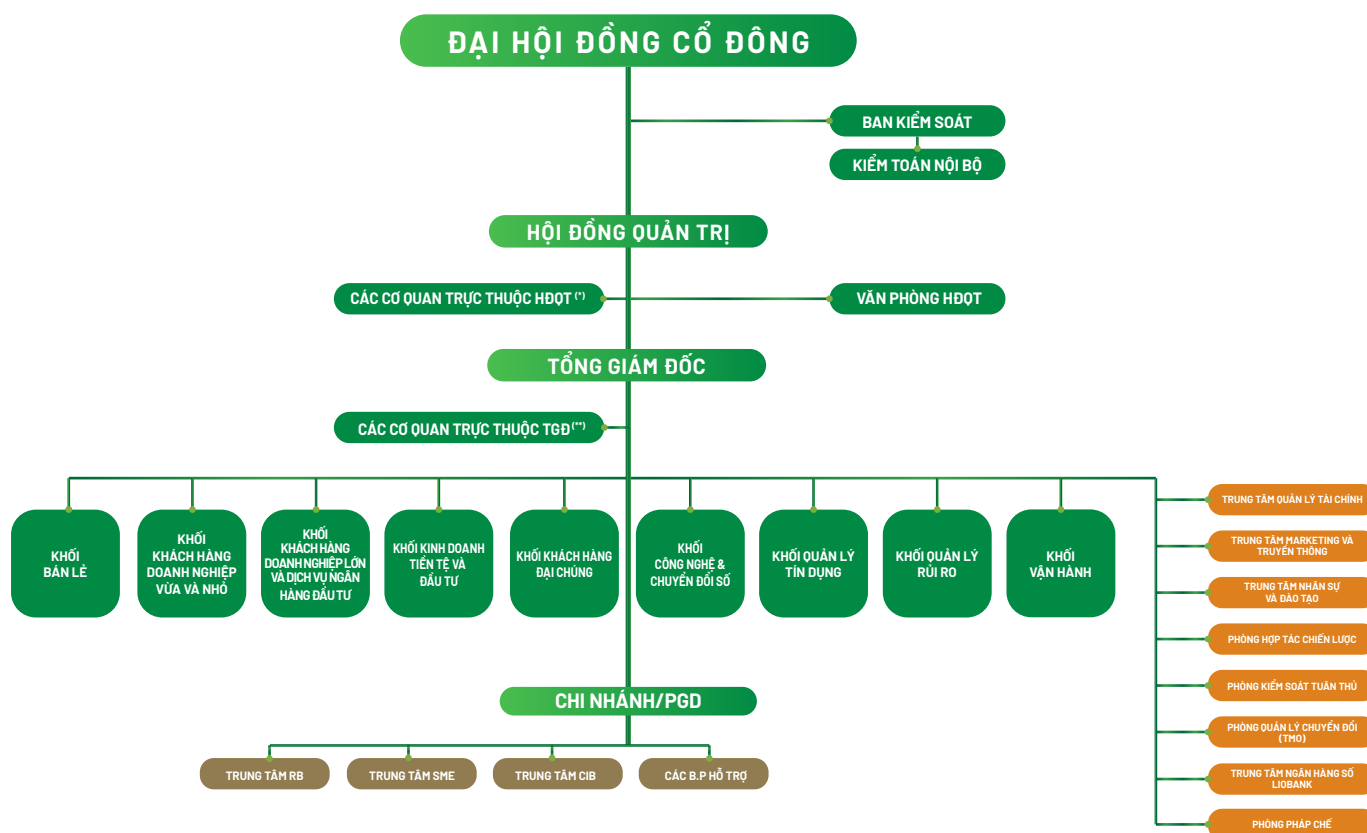 ĐẠI HỘI ĐỒNG CỔ ĐÔNG
BAN KIỂM SOÁT
KIỂM TOÁN NỘI BỘ
HỘI ĐỒNG QUẢN TRỊ
CÁC CƠ QUAN TRỰC THUỘC HĐQT (*)
VĂN PHÒNG HĐQT
TỔNG GIÁM ĐỐC
CÁC CƠ QUAN TRỰC THUỘC TGĐ (**)
KHỐI
BÁN LẺ
KHỐI
KHÁCH HÀNG
DOANH NGHIỆP
VỪA VÀ NHỎ
KHỐI
KHÁCH HÀNG
DOANH NGHIỆP LỚN
VÀ DỊCH VỤ NGÂN
HÀNG ĐẦU TƯ
KHỐI KINH DOANH
TIỀN TỆ VÀ
ĐẦU TƯ
KHỐI KHÁCH HÀNG
ĐẠI CHÚNG
KHỐI
CÔNG NGHỆ &
CHUYỂN ĐỔI SỐ
KHỐI QUẢN LÝ
TÍN DỤNG
KHỐI QUẢN LÝ
RỦI RO
KHỐI
VẬN HÀNH
TRUNG TÂM QUẢN LÝ TÀI CHÍNH
TRUNG TÂM MARKETING VÀ
TRUYỀN THÔNG
TRUNG TÂM NHÂN SỰ
VÀ ĐÀO TẠO
PHÒNG HỢP TÁC CHIẾN LƯỢC
PHÒNG KIỂM SOÁT TUÂN THỦ
PHÒNG QUẢN LÝ CHUYỂN ĐỔI
(TMO)
TRUNG TÂM NGÂN HÀNG SỐ
LIOBANK
PHÒNG PHÁP CHẾ
CHI NHÁNH/PGD
TRUNG TÂM RB
TRUNG TÂM SME
TRUNG TÂM CIB
CÁC B.P HỖ TRỢ